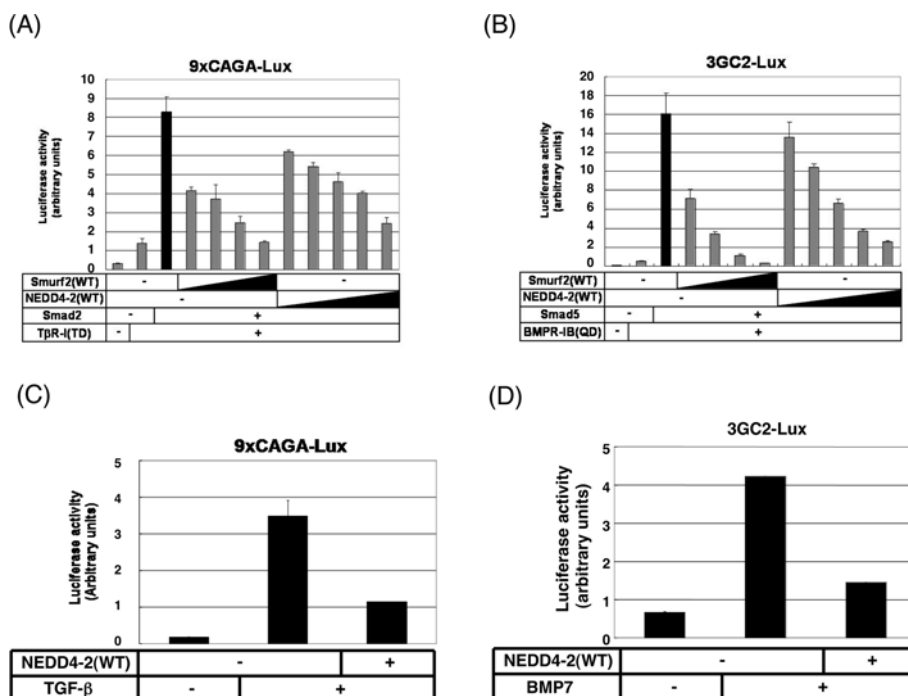 (A)
9xCAGA-Lux
Luciferase activity
(arbitrary units)
10
9
8
7
6
5
4
3
2
1
0
Smurf2(WT) - -
NEDD4-2(WT) -
Smad2 - +
TβR-I(TD) - +
(B)
3GC2-Lux
Luciferase activity
(arbitrary units)
20
18
16
14
12
10
8
6
4
2
0
Smurf2(WT) - -
NEDD4-2(WT) -
Smad5 - +
BMPR-IB(QD) - +
(C)
9xCAGA-Lux
Luciferase activity
(Arbitrary units)
5
4
3
2
1
0
NEDD4-2(WT) - +
TGF-β - +
(D)
3GC2-Lux
Luciferase activity
(arbitrary units)
5
4
3
2
1
0
NEDD4-2(WT) - +
BMP7 - +